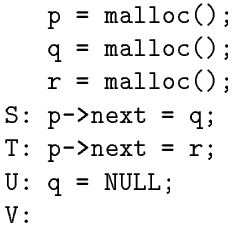 p = malloc();
q = malloc();
r = malloc();
S: p->next = q;
T: p->next = r;
U: q = NULL;
V: